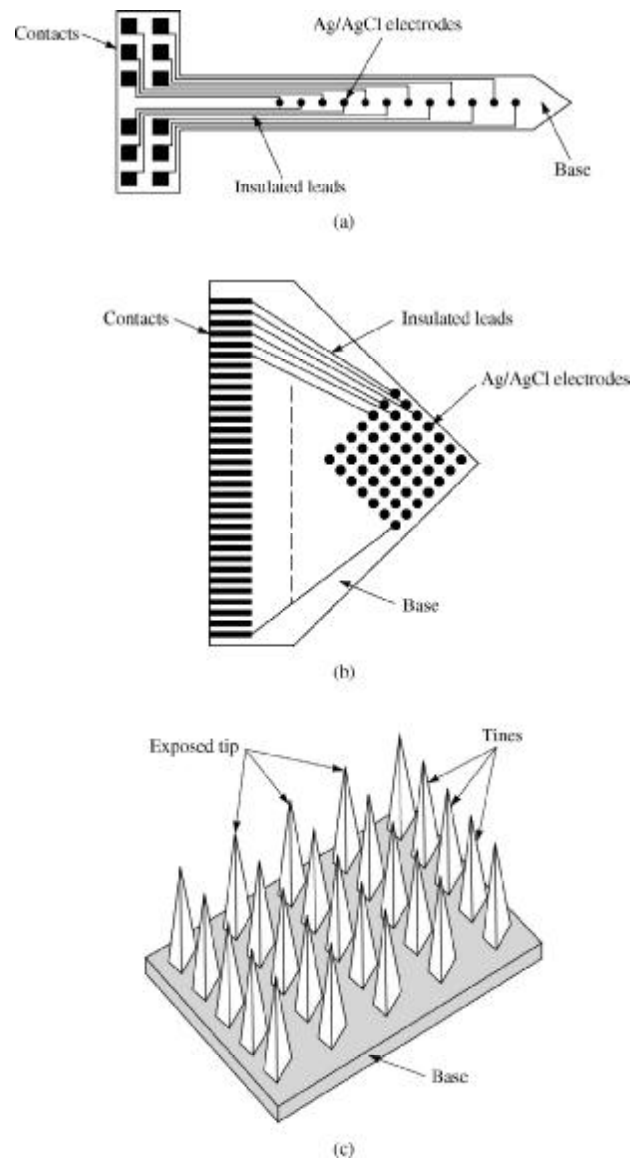 Contacts
Ag/AgCl electrodes
Insulated leads
Base
(a)
Contacts
Insulated leads
Ag/AgCl electrodes
Base
(b)
Exposed tip
Tines
Base
(c)